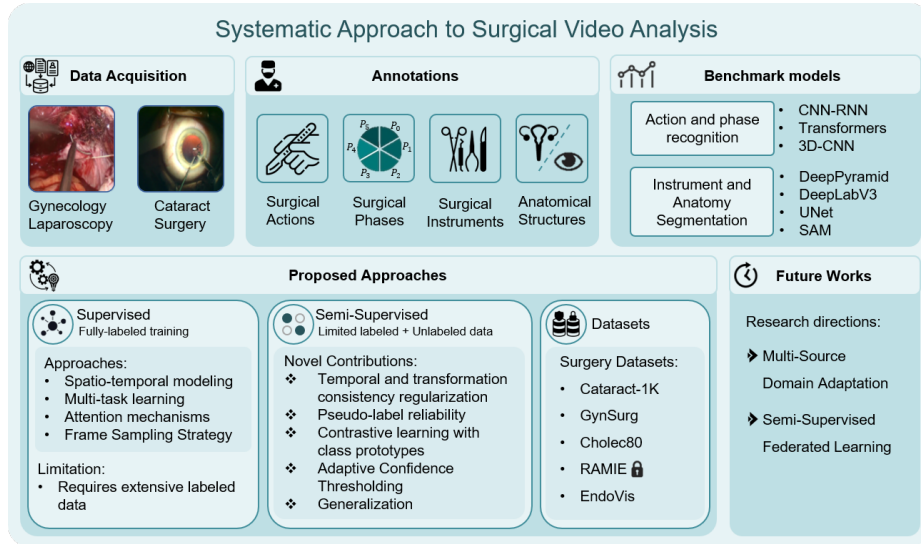 Systematic Approach to Surgical Video Analysis
Data Acquisition
Gynecology
Laparoscopy
Cataract
Surgery
Annotations
P₅ P₀
P₄ P₁
P₃ P₂
Surgical
Actions
Surgical
Phases
Surgical
Instruments
Anatomical
Structures
Benchmark models
Action and phase
recognition
• CNN-RNN
• Transformers
• 3D-CNN
Instrument and
Anatomy
Segmentation
• DeepPyramid
• DeepLabV3
• UNet
• SAM
Proposed Approaches
Supervised
Fully-labeled training
Approaches:
• Spatio-temporal modeling
• Multi-task learning
• Attention mechanisms
• Frame Sampling Strategy
Limitation:
• Requires extensive labeled
data
Semi-Supervised
Limited labeled + Unlabeled data
Novel Contributions:
❖ Temporal and transformation
consistency regularization
❖ Pseudo-label reliability
❖ Contrastive learning with
class prototypes
❖ Adaptive Confidence
Thresholding
❖ Generalization
Datasets
Surgery Datasets:
• Cataract-1K
• GynSurg
• Cholec80
• RAMIE
• EndoVis
Future Works
Research directions:
➢ Multi-Source
Domain Adaptation
➢ Semi-Supervised
Federated Learning